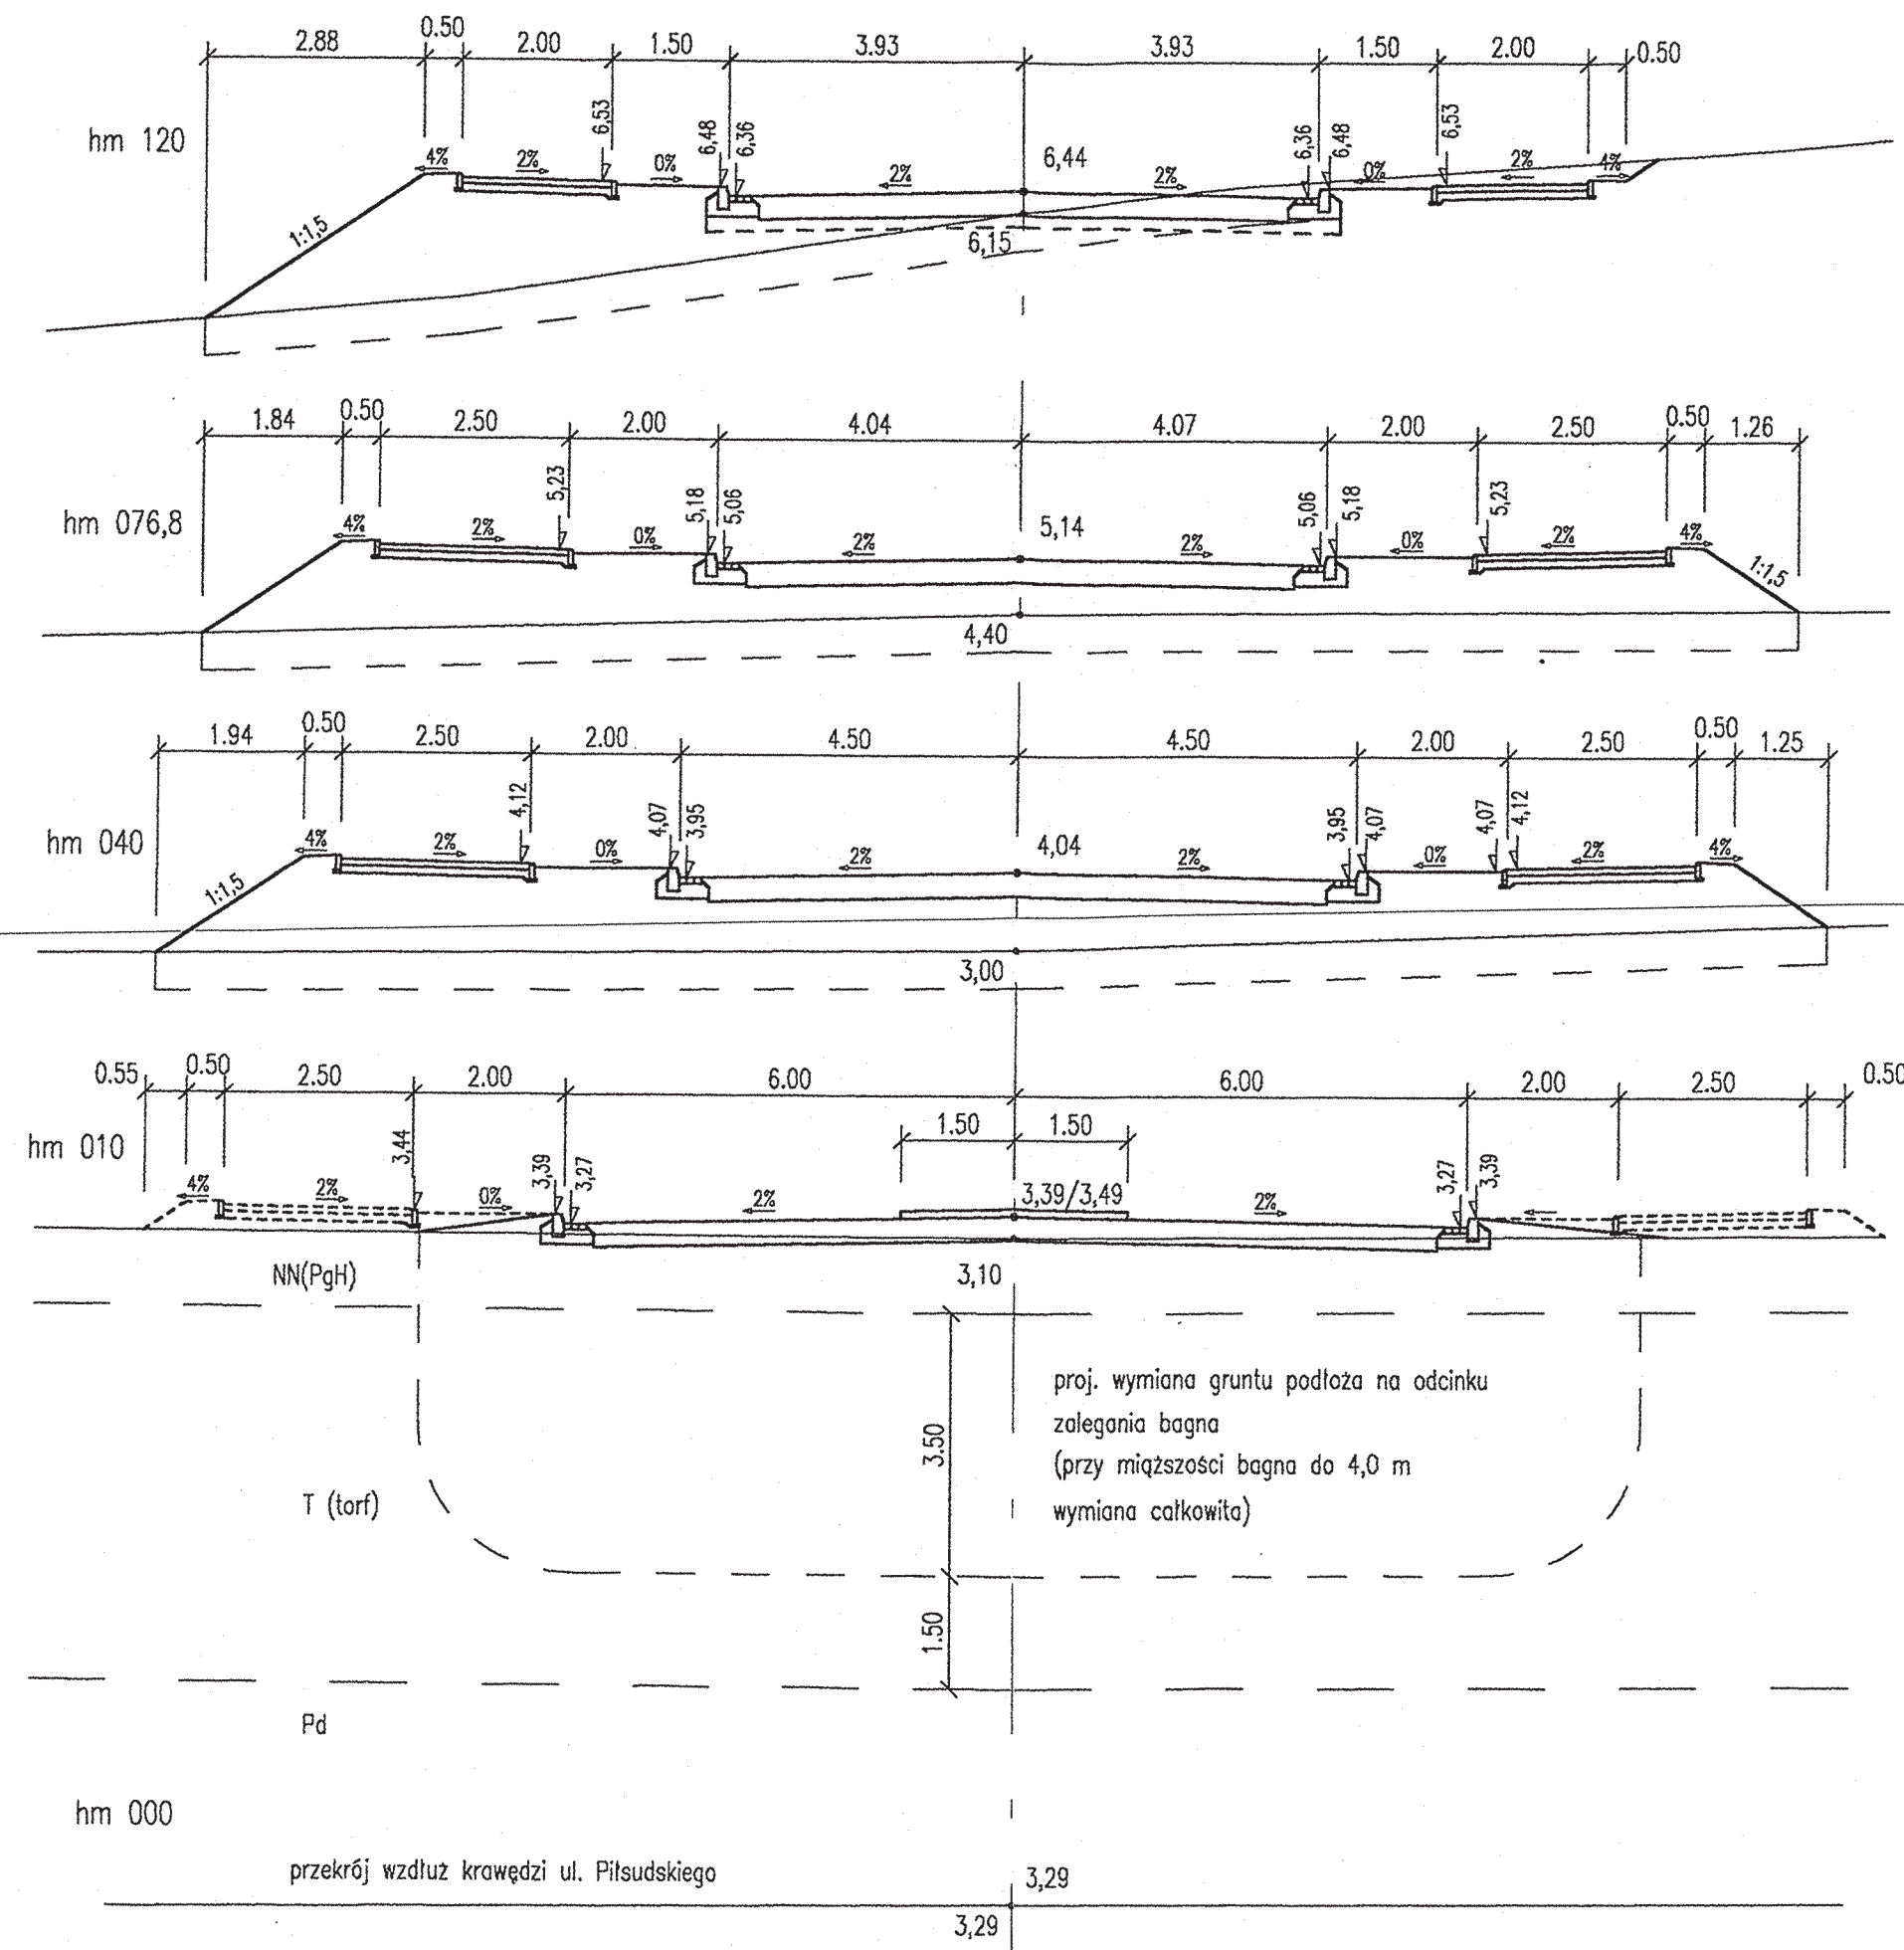 2.88 0.50 2.00 1.50 3.93 3.93 1.50 2.00 0.50
hm 120
6,53 6,48 6,36 6,44 6,36 6,48 6,53
4% 2% 0% 2% 2% 0% 2% 4%
1:1,5
6,15
1.84 0.50 2.50 2.00 4.04 4.07 2.00 2.50 0.50 1.26
hm 076,8
5,23 5,18 5,06 5,14 5,06 5,18 5,23
4% 2% 0% 2% 2% 0% 2% 4%
1:1,5
4,40
1.94 0.50 2.50 2.00 4.50 4.50 2.00 2.50 0.50 1.25
hm 040
4,12 4,07 3,95 4,04 3,95 4,07 4,07 4,12
4% 2% 0% 2% 2% 0% 2% 4%
1:1,5
3,00
0.55 0.50 2.50 2.00 6.00 6.00 2.00 2.50 0.50
1.50 1.50
hm 010
3,44 3,39 3,27 3,39/3,49 3,27 3,39
4% 2% 0% 2% 2%
NN(PgH)
3,10
proj. wymiana gruntu podłoża na odcinku
zalegania bagna
(przy miąższości bagna do 4,0 m
wymiana całkowita)
3.50
T (torf)
1.50
Pd
hm 000
przekrój wzdłuż krawędzi ul. Piłsudskiego
3,29
3,29